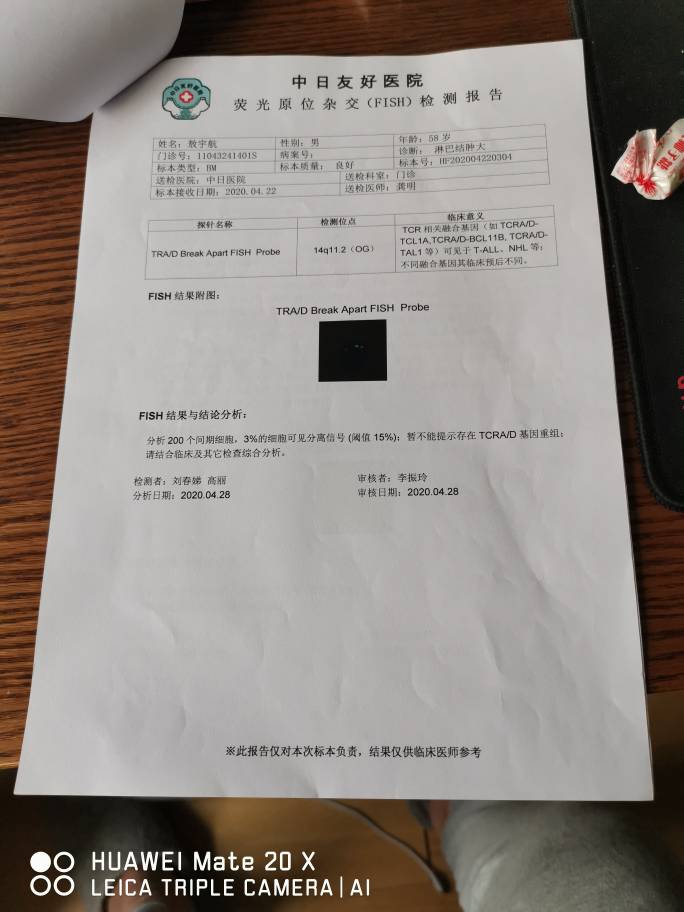 中日友好医院
荧光原位杂交（FISH）检测报告
姓名：敖宇航 性别：男 年龄：58 岁
门诊号：11043241401S 病案号： 诊断： 淋巴结肿大
标本类型：BM 标本质量： 良好 标本号：HF202004220304
送检医院：中日医院 送检科室：门诊
标本接收日期：2020.04.22 送检医师：龚明
探针名称 检测位点 临床意义
TRA/D Break Apart FISH Probe 14q11.2（OG） TCR 相关融合基因（如 TCRA/D-
TCL1A,TCRA/D-BCL11B, TCRA/D-
TAL1 等）可见于 T-ALL、NHL 等；
不同融合基因其临床预后不同。
FISH 结果附图：
TRA/D Break Apart FISH Probe
FISH 结果与结论分析：
分析 200 个间期细胞，3%的细胞可见分离信号 (阈值 15%)；暂不能提示存在 TCRA/D 基因重组；
请结合临床及其它检查综合分析。
检测者：刘春娣 高丽 审核者：李振玲
分析日期：2020.04.28 审核日期：2020.04.28
※此报告仅对本次标本负责，结果仅供临床医师参考
HUAWEI Mate 20 X
LEICA TRIPLE CAMERA | AI